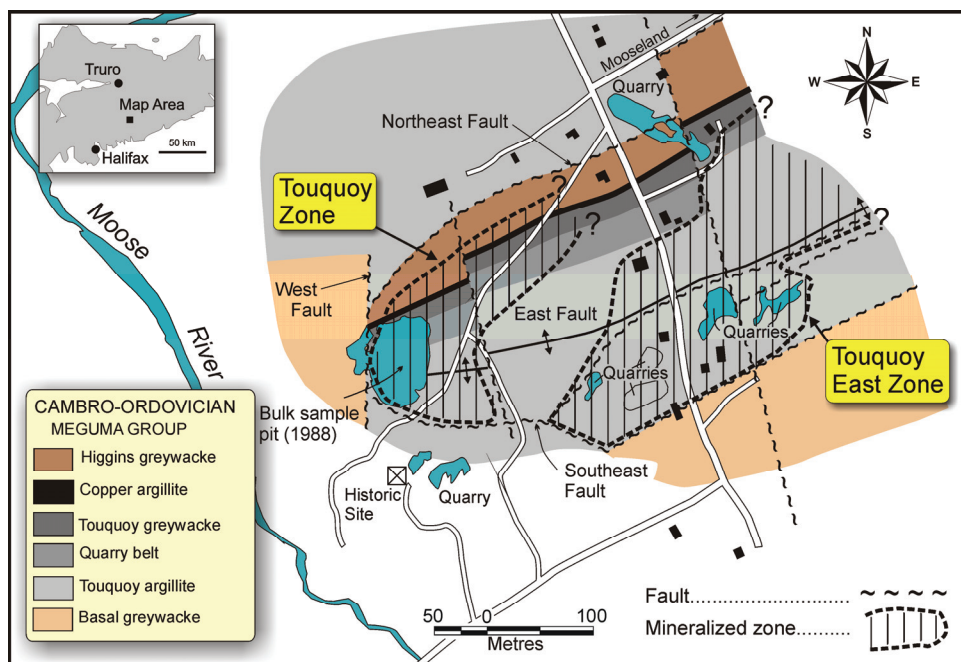 Truro
Map Area
50 km
Halifax
Mooseland
N
W
E
S
Quarry
Northeast Fault
?
Touquoy
Zone
?
?
?
Moose
River
West
Fault
East Fault
Quarries
Quarries
Touquoy
East Zone
Bulk sample
pit (1988)
Southeast
Fault
Historic
Site
Quarry
CAMBRO-ORDOVICIAN
MEGUMA GROUP
Higgins greywacke
Copper argillite
Touquoy greywacke
Quarry belt
Touquoy argillite
Basal greywacke
50 0 100
Metres
Fault.....................
Mineralized zone..........